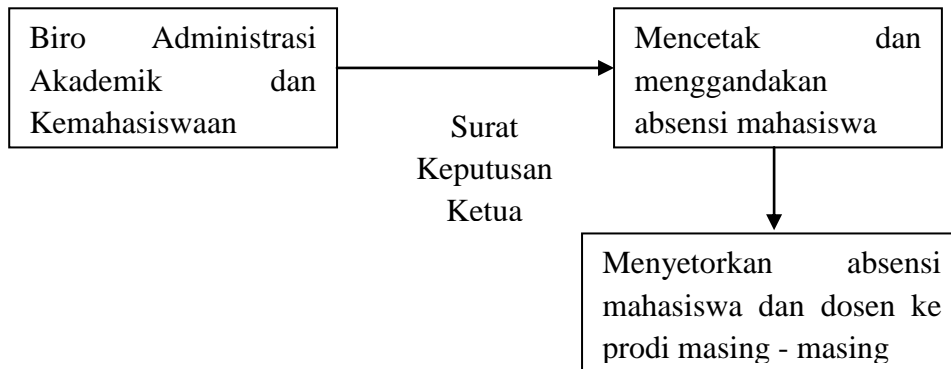 Biro Administrasi
Akademik dan
Kemahasiswaan
Surat
Keputusan
Ketua
Mencetak dan
menggandakan
absensi mahasiswa
Menyetorkan absensi
mahasiswa dan dosen ke
prodi masing - masing